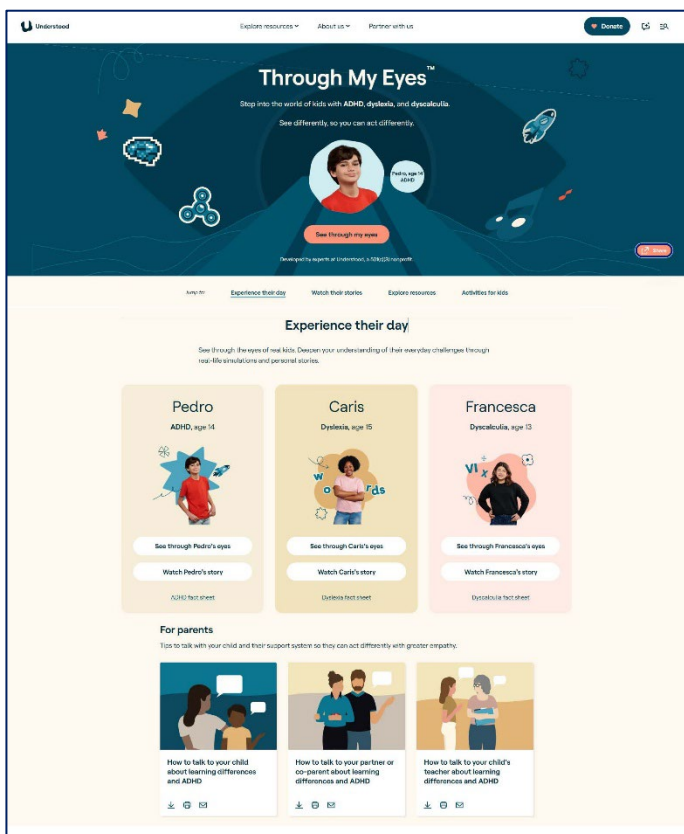 Understood
Explore resources
About us
Partner with us
Donate
Through My Eyes™
Step into the world of kids with ADHD, dyslexia, and dyscalculia.
See differently, so you can act differently.
Pedro, age 14
ADHD
See through my eyes
Share
Developed by experts at Understood, a 501(c)(3) nonprofit.
Jump to:
Experience their day
Watch their stories
Explore resources
Activities for kids
Experience their day
See through the eyes of real kids. Deepen your understanding of their everyday challenges through
real-life simulations and personal stories.
Pedro
ADHD, age 14
See through Pedro's eyes
Watch Pedro's story
ADHD fact sheet
Caris
Dyslexia, age 15
w
o
rds
See through Caris's eyes
Watch Caris's story
Dyslexia fact sheet
Francesca
Dyscalculia, age 13
VI
÷
x
See through Francesca's eyes
Watch Francesca's story
Dyscalculia fact sheet
For parents
Tips to talk with your child and their support system so they can act differently with greater empathy.
How to talk to your child
about learning differences
and ADHD
How to talk to your partner or
co-parent about learning
differences and ADHD
How to talk to your child's
teacher about learning
differences and ADHD